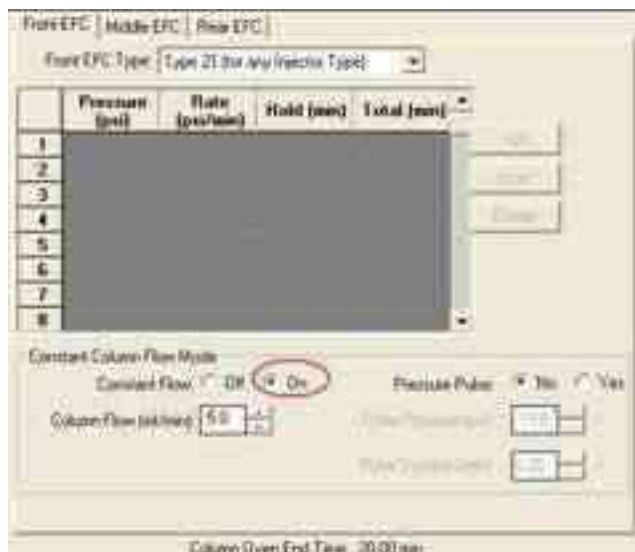 Front EFC Middle EFC Rear EFC
Front EFC Type: Type 21 (for any Injector Type)
Pressure (psi) Rate (psi/min) Hold (min) Total (min)
1
2
3
4
5
6
7
8
Constant Column Flow Mode
Constant Flow: Off On Pressure Pulse: No Yes
Column Flow (ml/min): 5.0
Column Oven End Time: 20.00 min